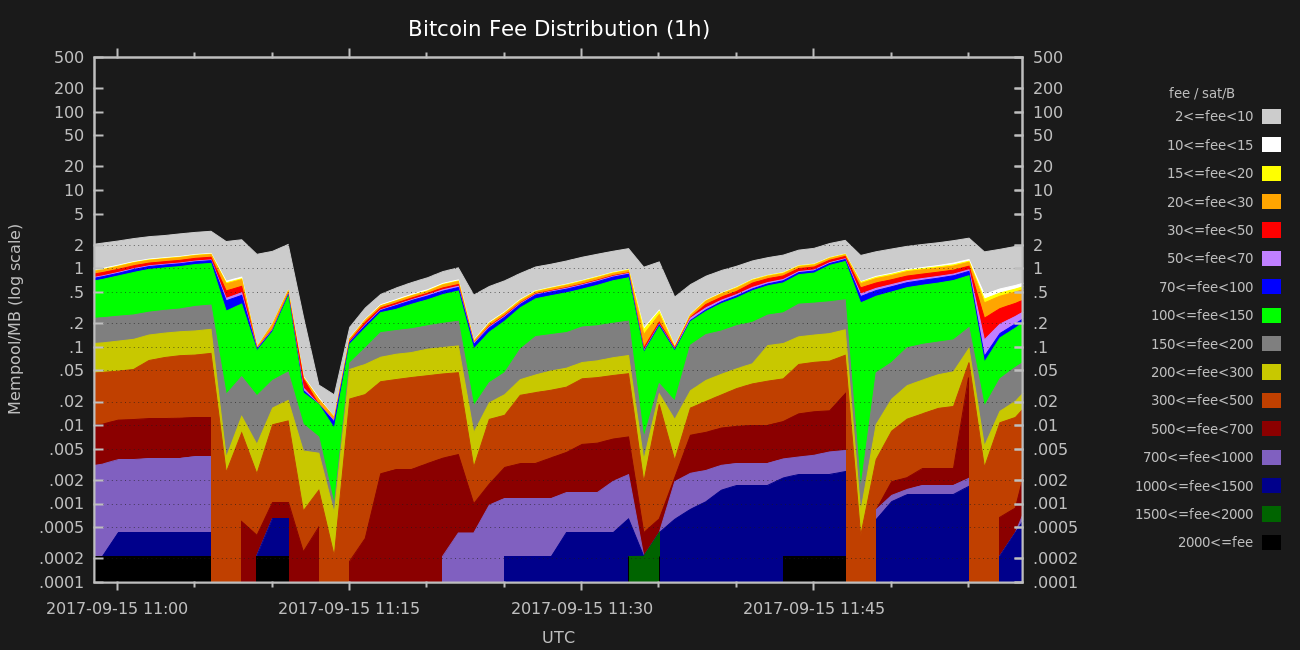 Bitcoin Fee Distribution (1h)
500 500
200 200
100 100
50 50
20 20
10 10
5 5
2 2
1 1
.5 .5
.2 .2
.1 .1
.05 .05
.02 .02
.01 .01
.005 .005
.002 .002
.001 .001
.0005 .0005
.0002 .0002
.0001 .0001
Mempool/MB (log scale)
2017-09-15 11:00 2017-09-15 11:15 2017-09-15 11:30 2017-09-15 11:45
UTC
fee / sat/B
2<=fee<10
10<=fee<15
15<=fee<20
20<=fee<30
30<=fee<50
50<=fee<70
70<=fee<100
100<=fee<150
150<=fee<200
200<=fee<300
300<=fee<500
500<=fee<700
700<=fee<1000
1000<=fee<1500
1500<=fee<2000
2000<=fee